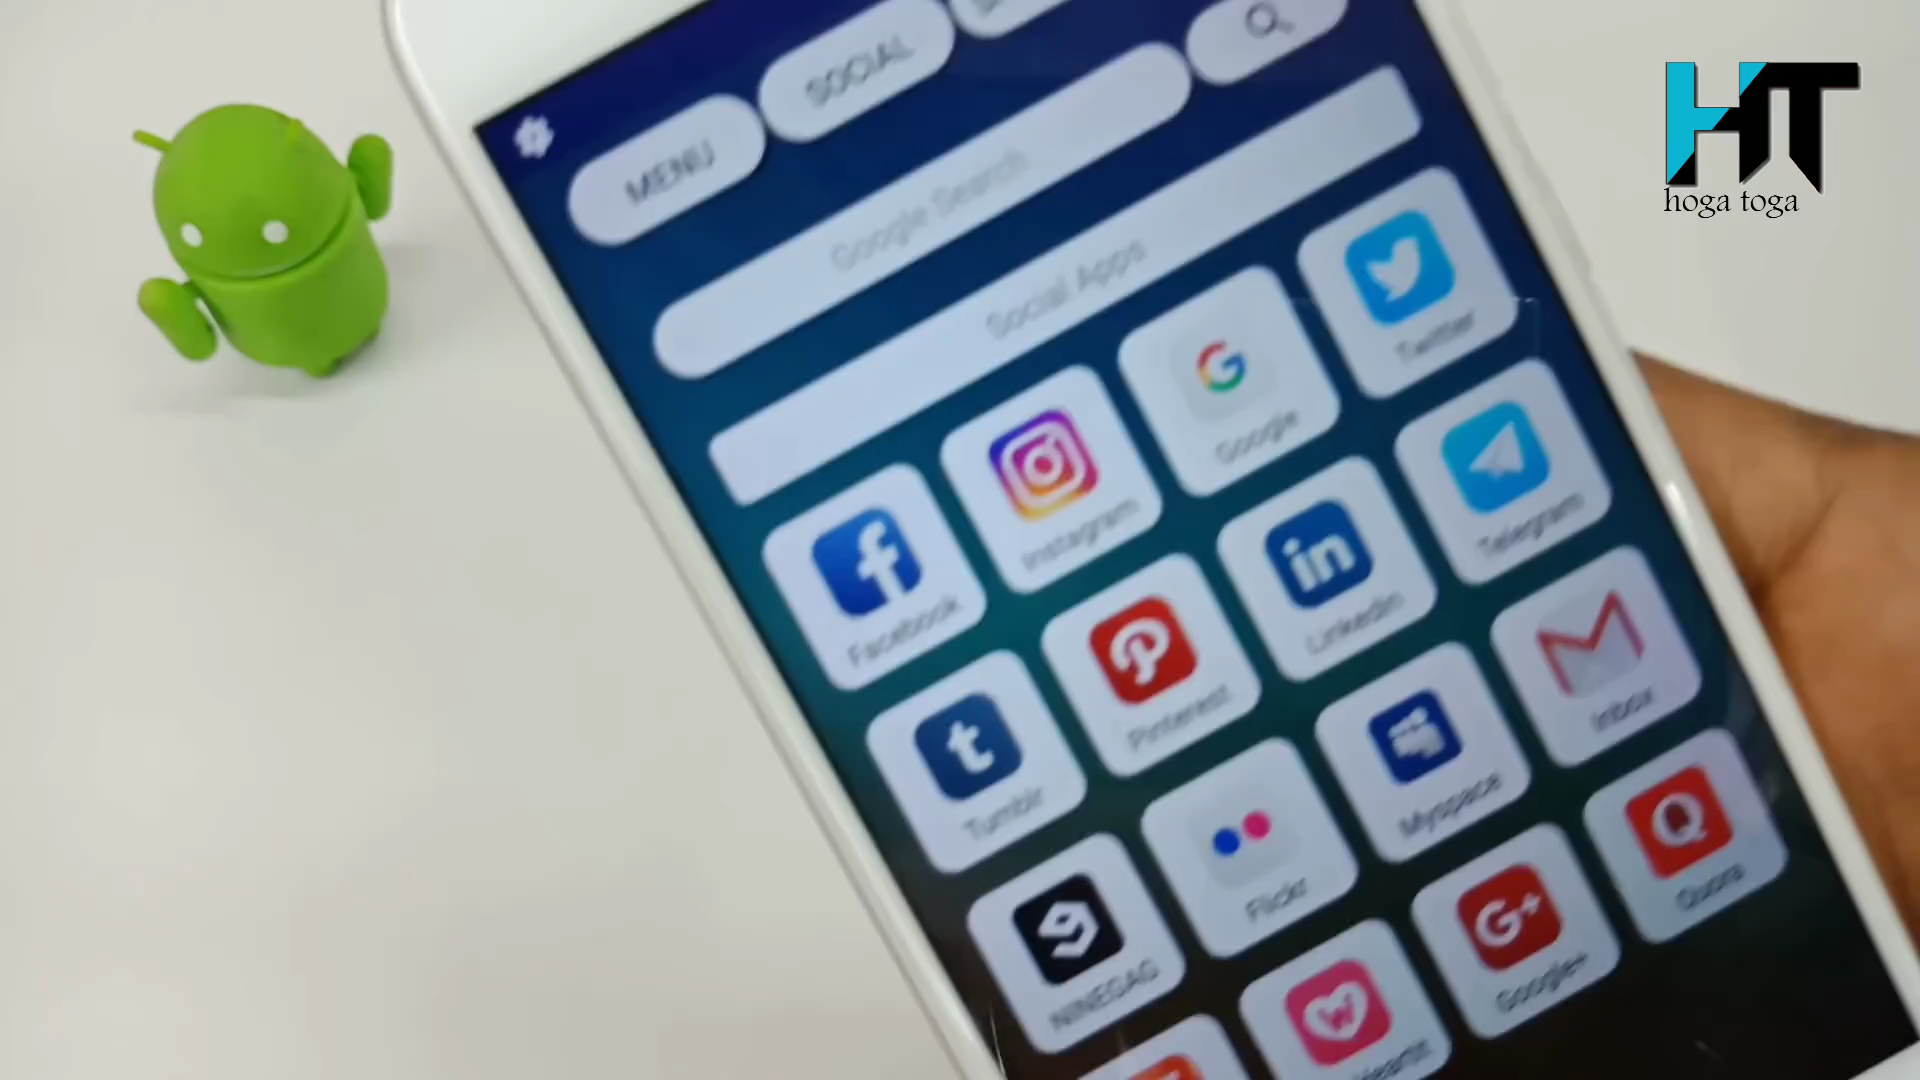 HT
hoga toga
SOCIAL
MENU
Google Search
Social Apps
Facebook
Instagram
Google
Twitter
Tumblr
Pinterest
LinkedIn
Telegram
NINEGAG
Flickr
Myspace
Inbox
Google+
Quora